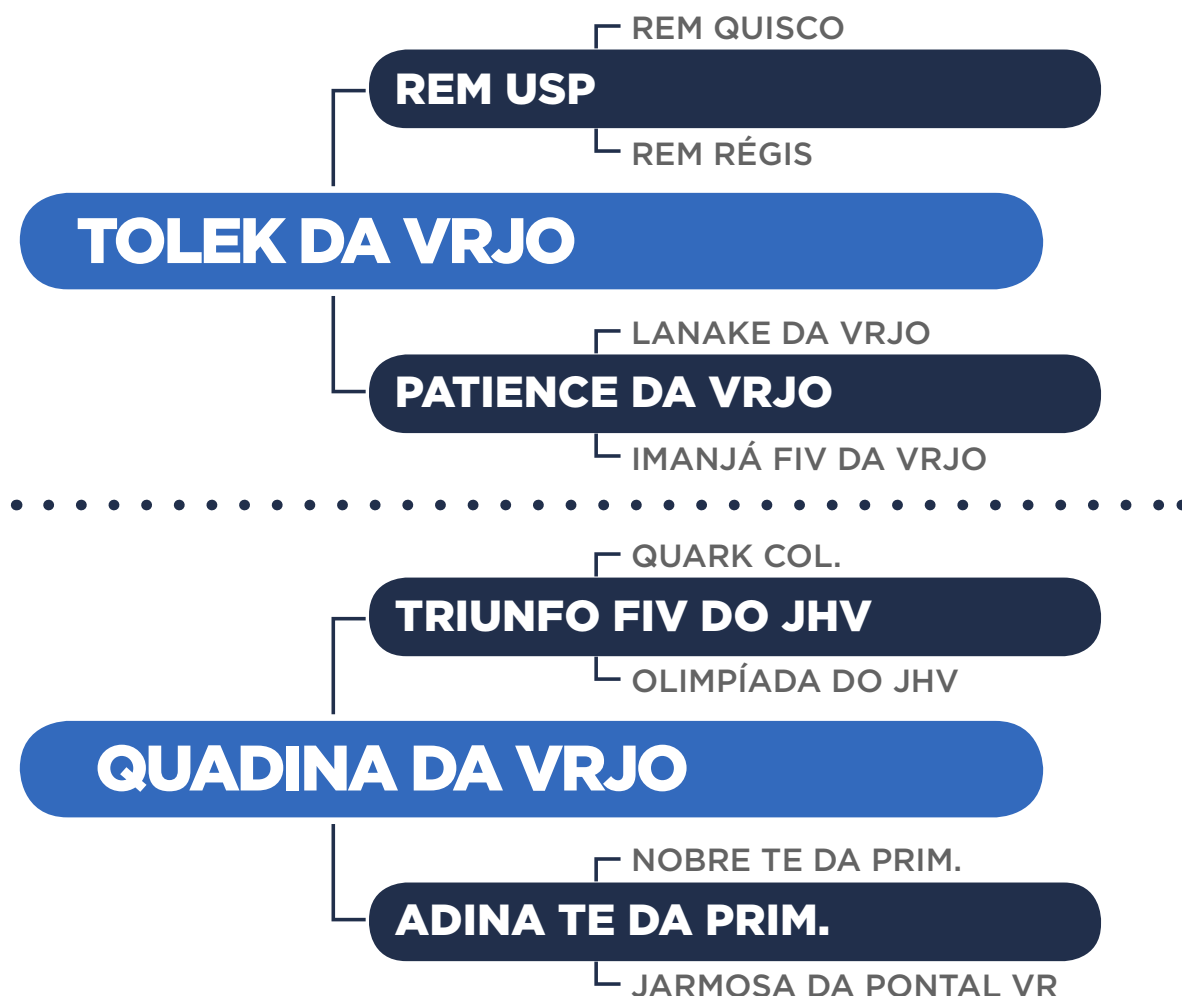 REM QUISCO
REM USP
REM RÉGIS
TOLEK DA VRJO
LANAKE DA VRJO
PATIENCE DA VRJO
IMANJÁ FIV DA VRJO
QUARK COL.
TRIUNFO FIV DO JHV
OLIMPÍADA DO JHV
QUADINA DA VRJO
NOBRE TE DA PRIM.
ADINA TE DA PRIM.
JARMOSA DA PONTAL VR